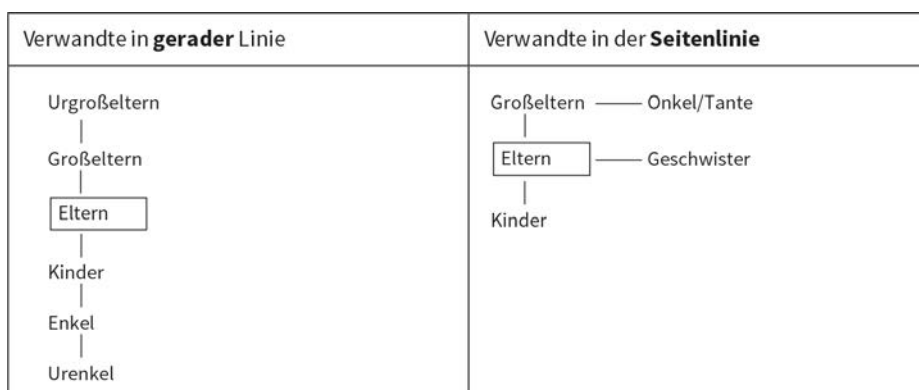 Verwandte in gerader Linie
Verwandte in der Seitenlinie
Urgroßeltern
Großeltern
Eltern
Kinder
Enkel
Urenkel
Großeltern Onkel/Tante
Eltern Geschwister
Kinder